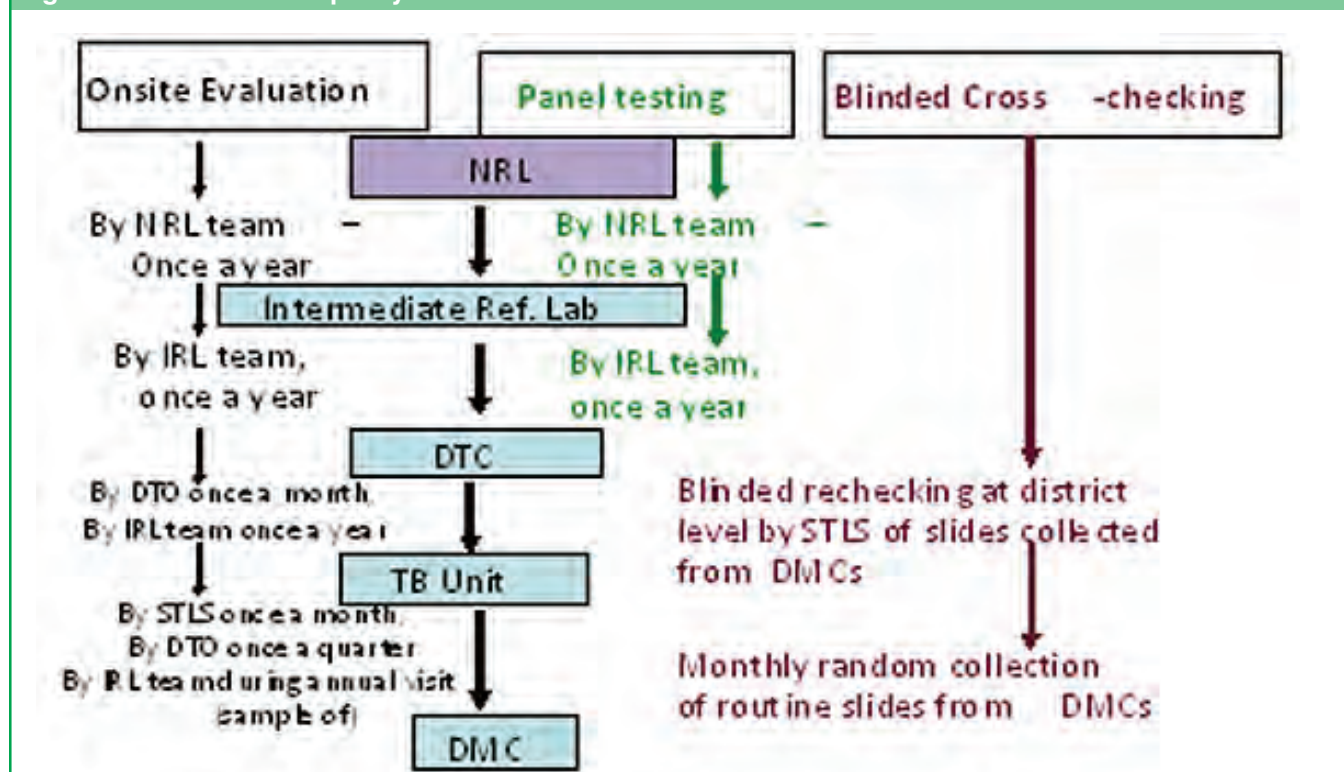 Onsite Evaluation
Panel testing
Blinded Cross -checking
NRL
By NRL team –
Once a year
By NRL team –
Once a year
Intermediate Ref. Lab
By IRL team,
once a year
By IRL team,
once a year
DTC
By DTO once a month,
By IRL team once a year
Blinded rechecking at district
level by STLS of slides collected
from DMCs
TB Unit
By STLS once a month,
By DTO once a quarter
By IRL team during annual visit
sample of)
Monthly random collection
of routine slides from DMCs
DMC